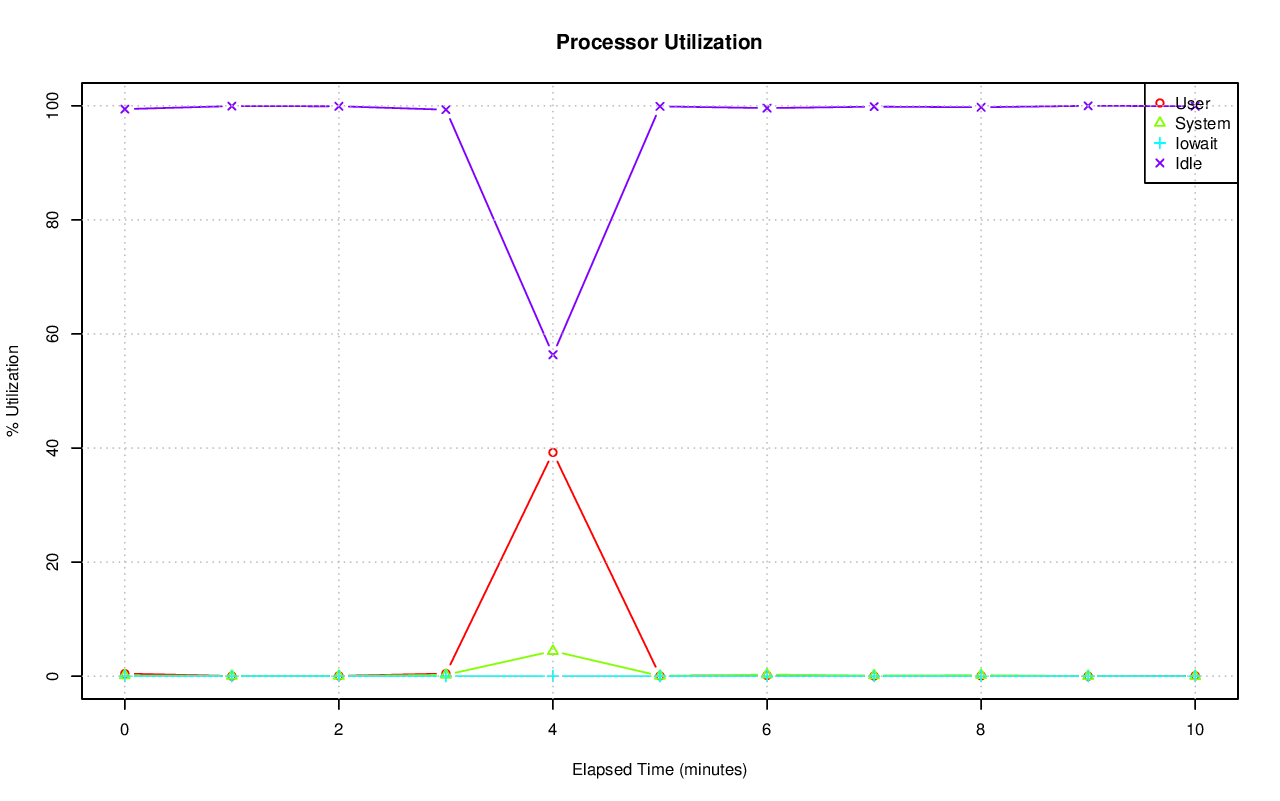 Processor Utilization
% Utilization
100
80
60
40
20
0
User
System
Iowait
Idle
0 2 4 6 8 10
Elapsed Time (minutes)